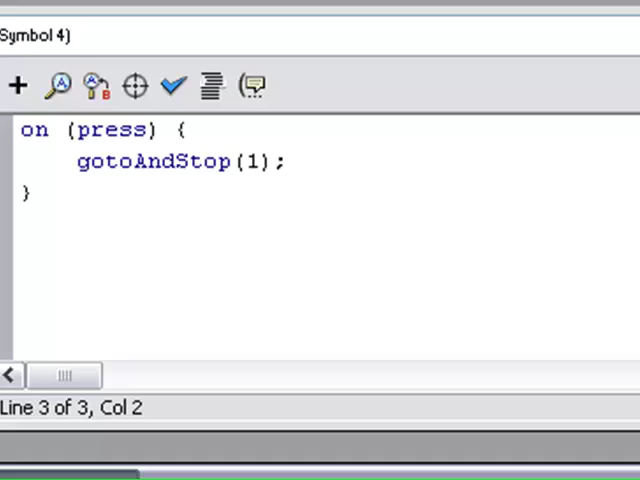 Symbol 4)
on (press) {
    gotoAndStop(1);
}
Line 3 of 3, Col 2